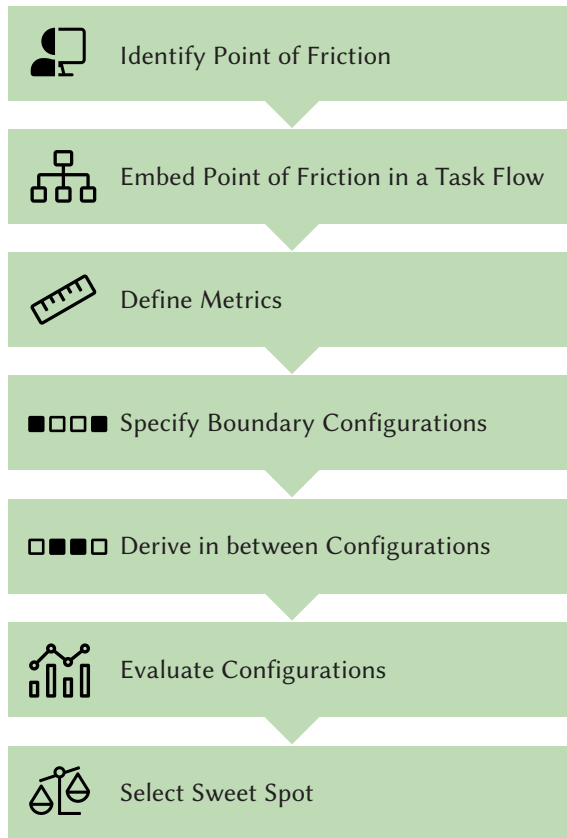 Identify Point of Friction
Embed Point of Friction in a Task Flow
Define Metrics
Specify Boundary Configurations
Derive in between Configurations
Evaluate Configurations
Select Sweet Spot